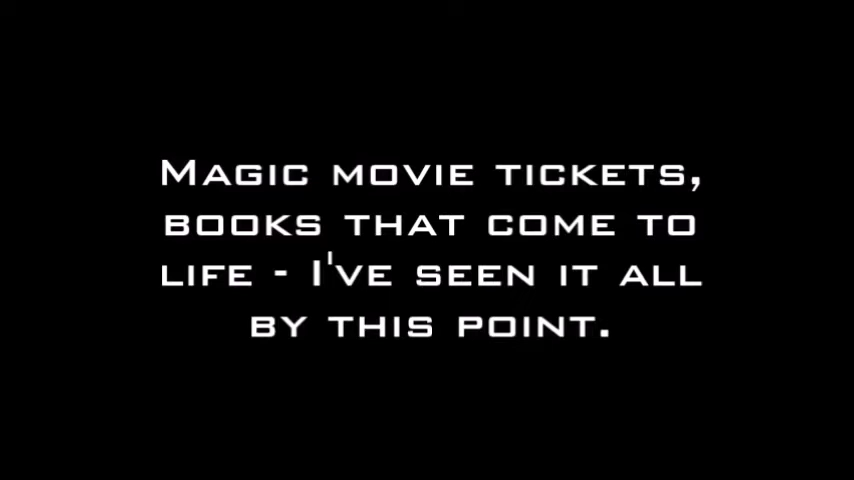 Magic movie tickets,
books that come to
life - I've seen it all
by this point.